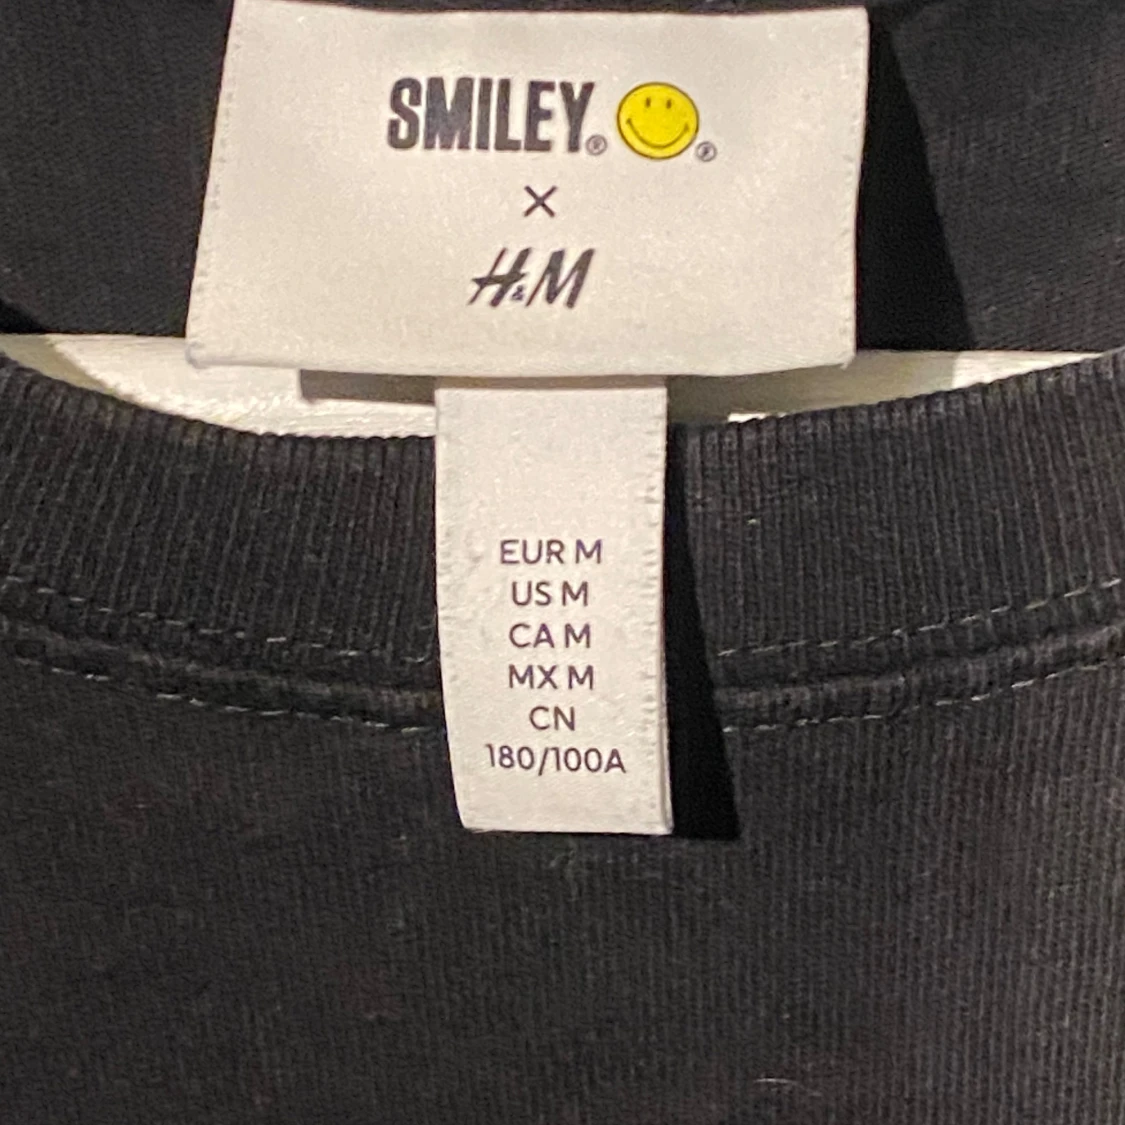 SMILEY® ®
×
H&M
EUR M
US M
CA M
MX M
CN
180/100A